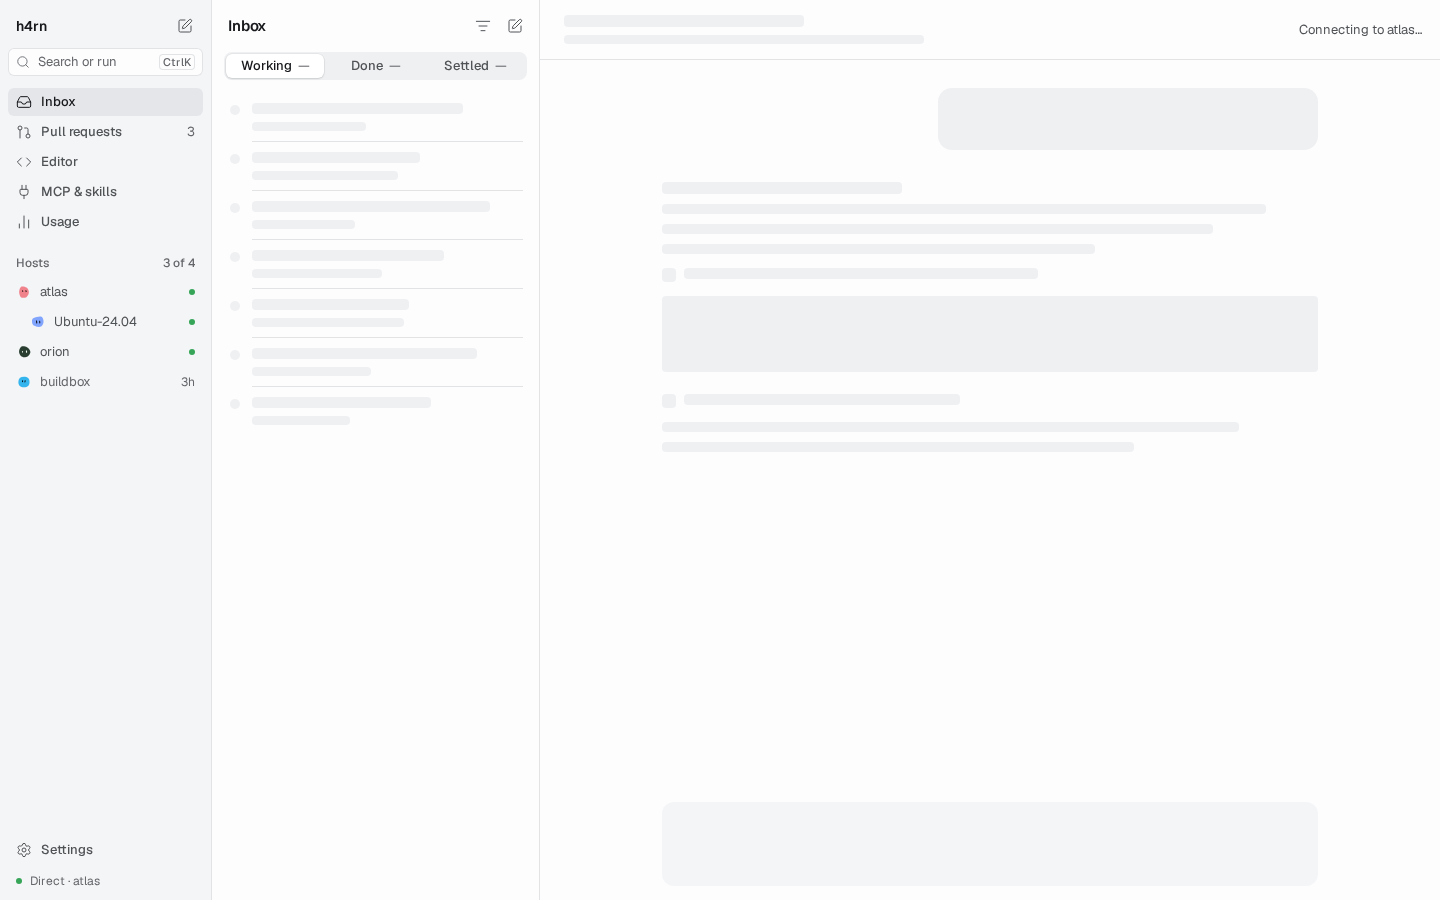 h4rn
Search or run
CtrlK
Inbox
Pull requests
3
Editor
MCP & skills
Usage
Hosts
3 of 4
atlas
Ubuntu-24.04
orion
buildbox
3h
Settings
Direct · atlas
Inbox
Working —
Done —
Settled —
Connecting to atlas…